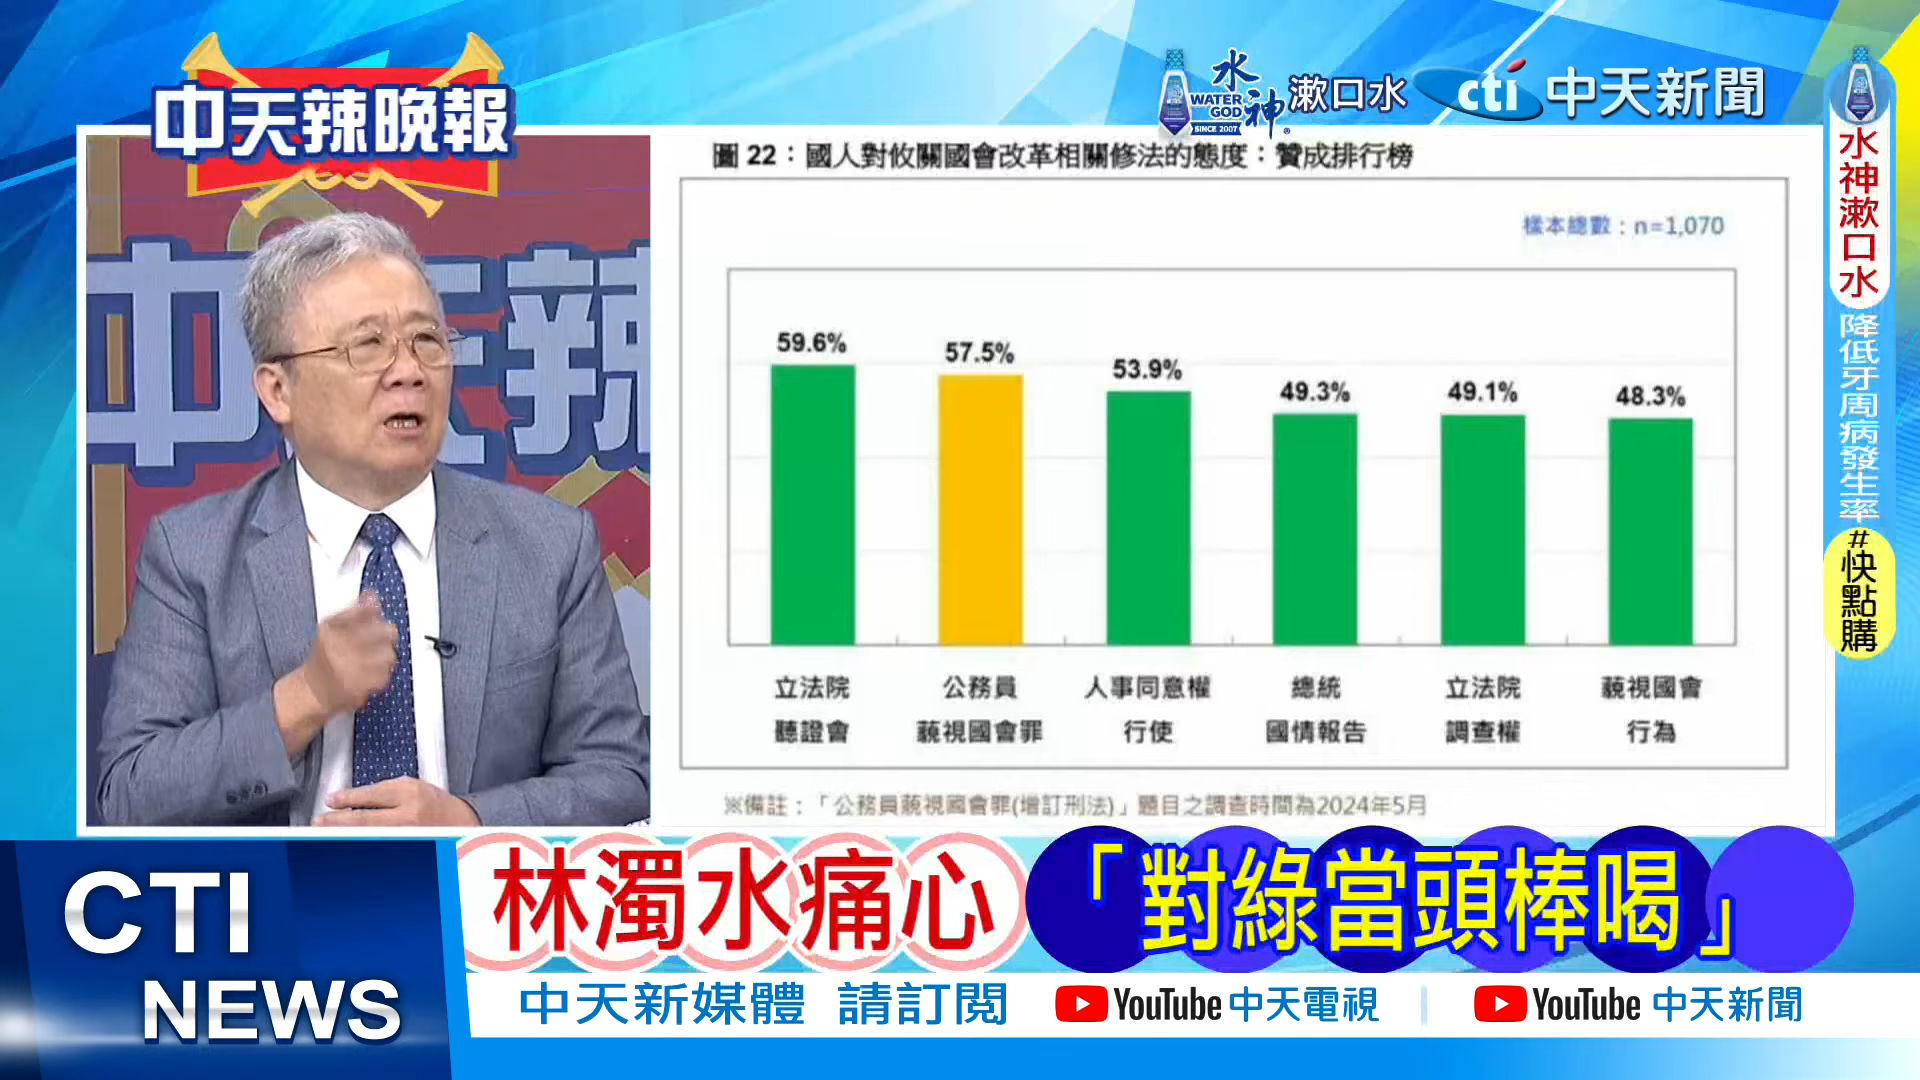 中天辣晚報
水神
WATER GOD
SINCE 2007
漱口水
cti 中天新聞
圖 22：國人對攸關國會改革相關修法的態度：贊成排行榜
樣本總數：n=1,070
59.6%
57.5%
53.9%
49.3%
49.1%
48.3%
立法院
聽證會
公務員
藐視國會罪
人事同意權
行使
總統
國情報告
立法院
調查權
藐視國會
行為
※備註：「公務員藐視國會罪(增訂刑法)」題目之調查時間為2024年5月
水神漱口水
降低牙周病發生率
#快點購
中天辣
林濁水痛心「對綠當頭棒喝」
CTI
NEWS
中天新媒體 請訂閱 YouTube 中天電視 YouTube 中天新聞